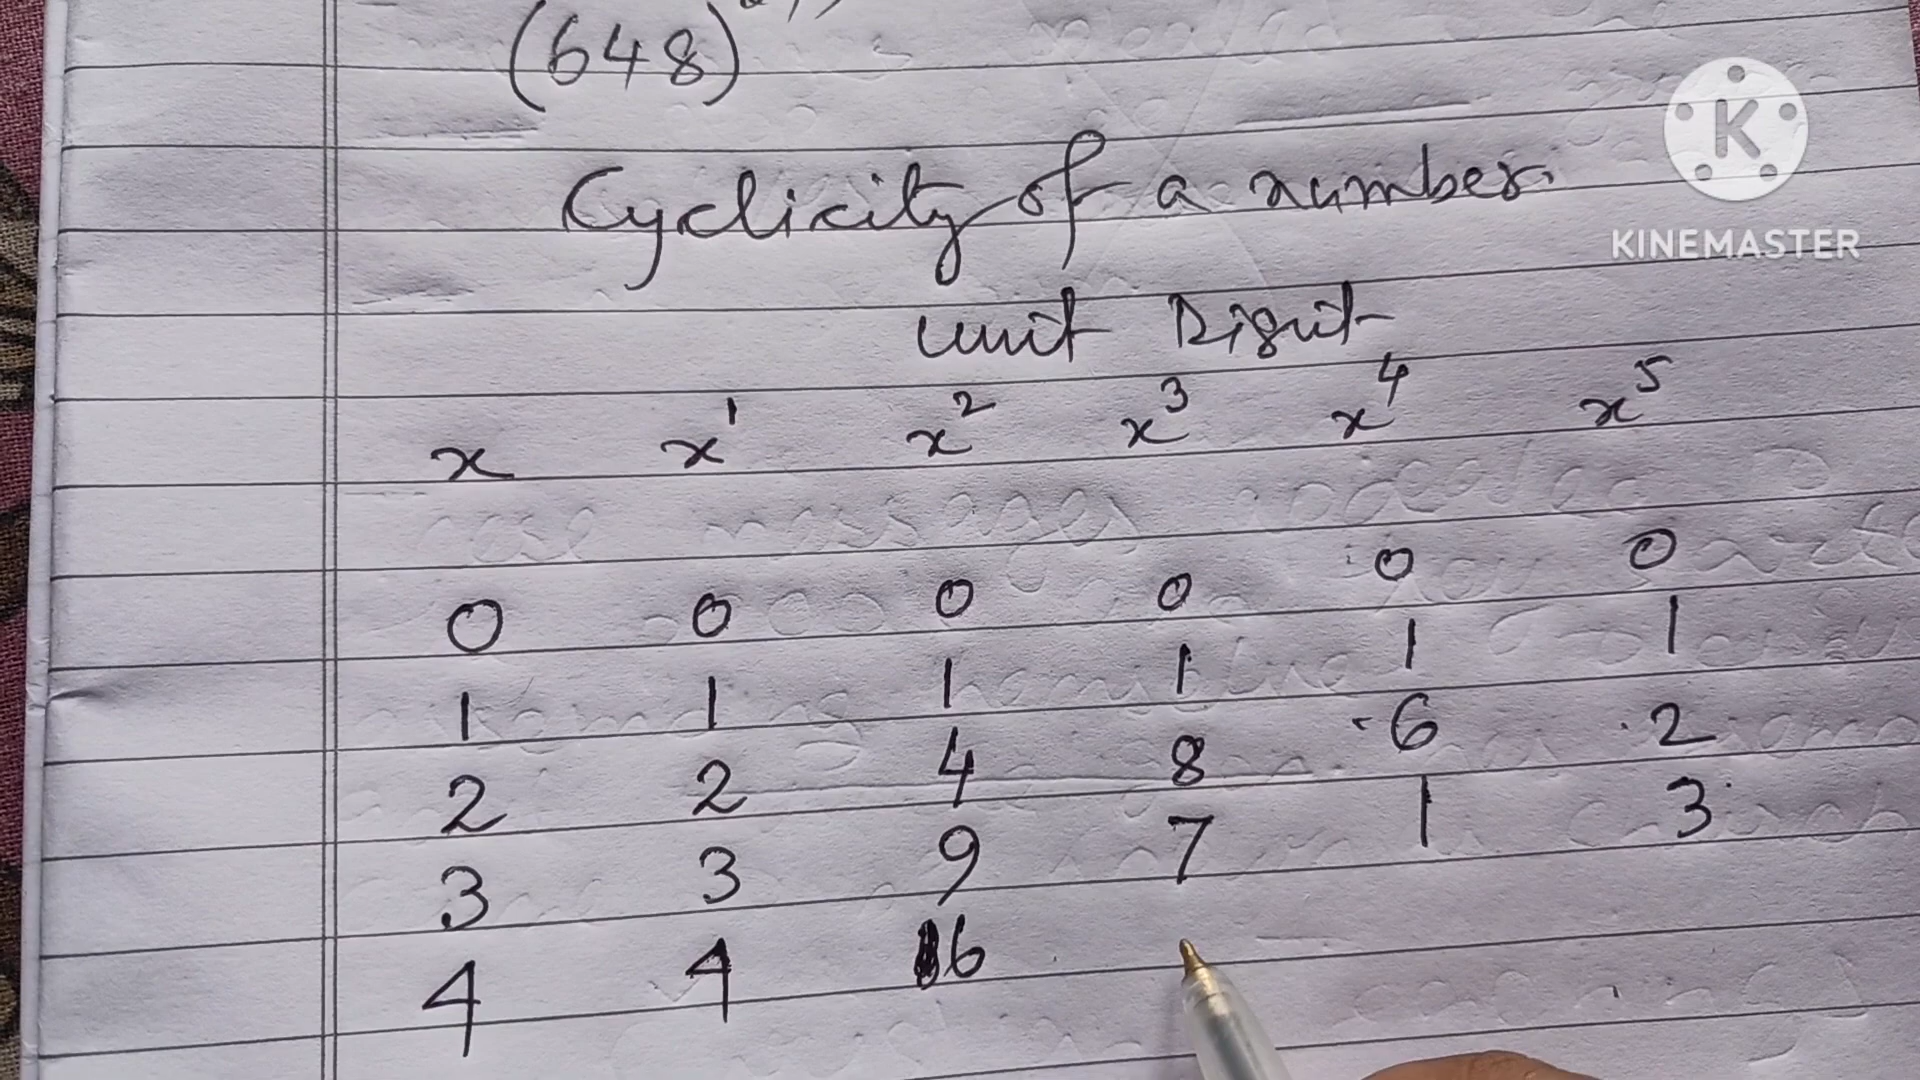 (648)
KINEMASTER
Cyclicity of a number.
Unit Digit
x x¹ x² x³ x⁴ x⁵
0 0 0 0 0 0
1 1 1 1 1 1
2 2 4 8 6 2
3 3 9 7 1 3
4 4 6